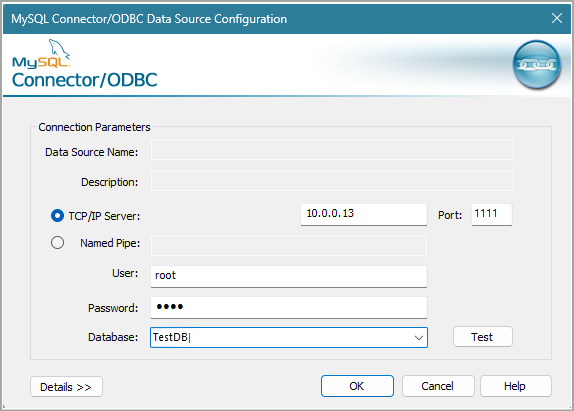 MySQL Connector/ODBC Data Source Configuration
MySQL
Connector/ODBC
Connection Parameters
Data Source Name:
Description:
TCP/IP Server: 10.0.0.13 Port: 1111
Named Pipe:
User: root
Password: ••••
Database: TestDB
Test
Details >> OK Cancel Help